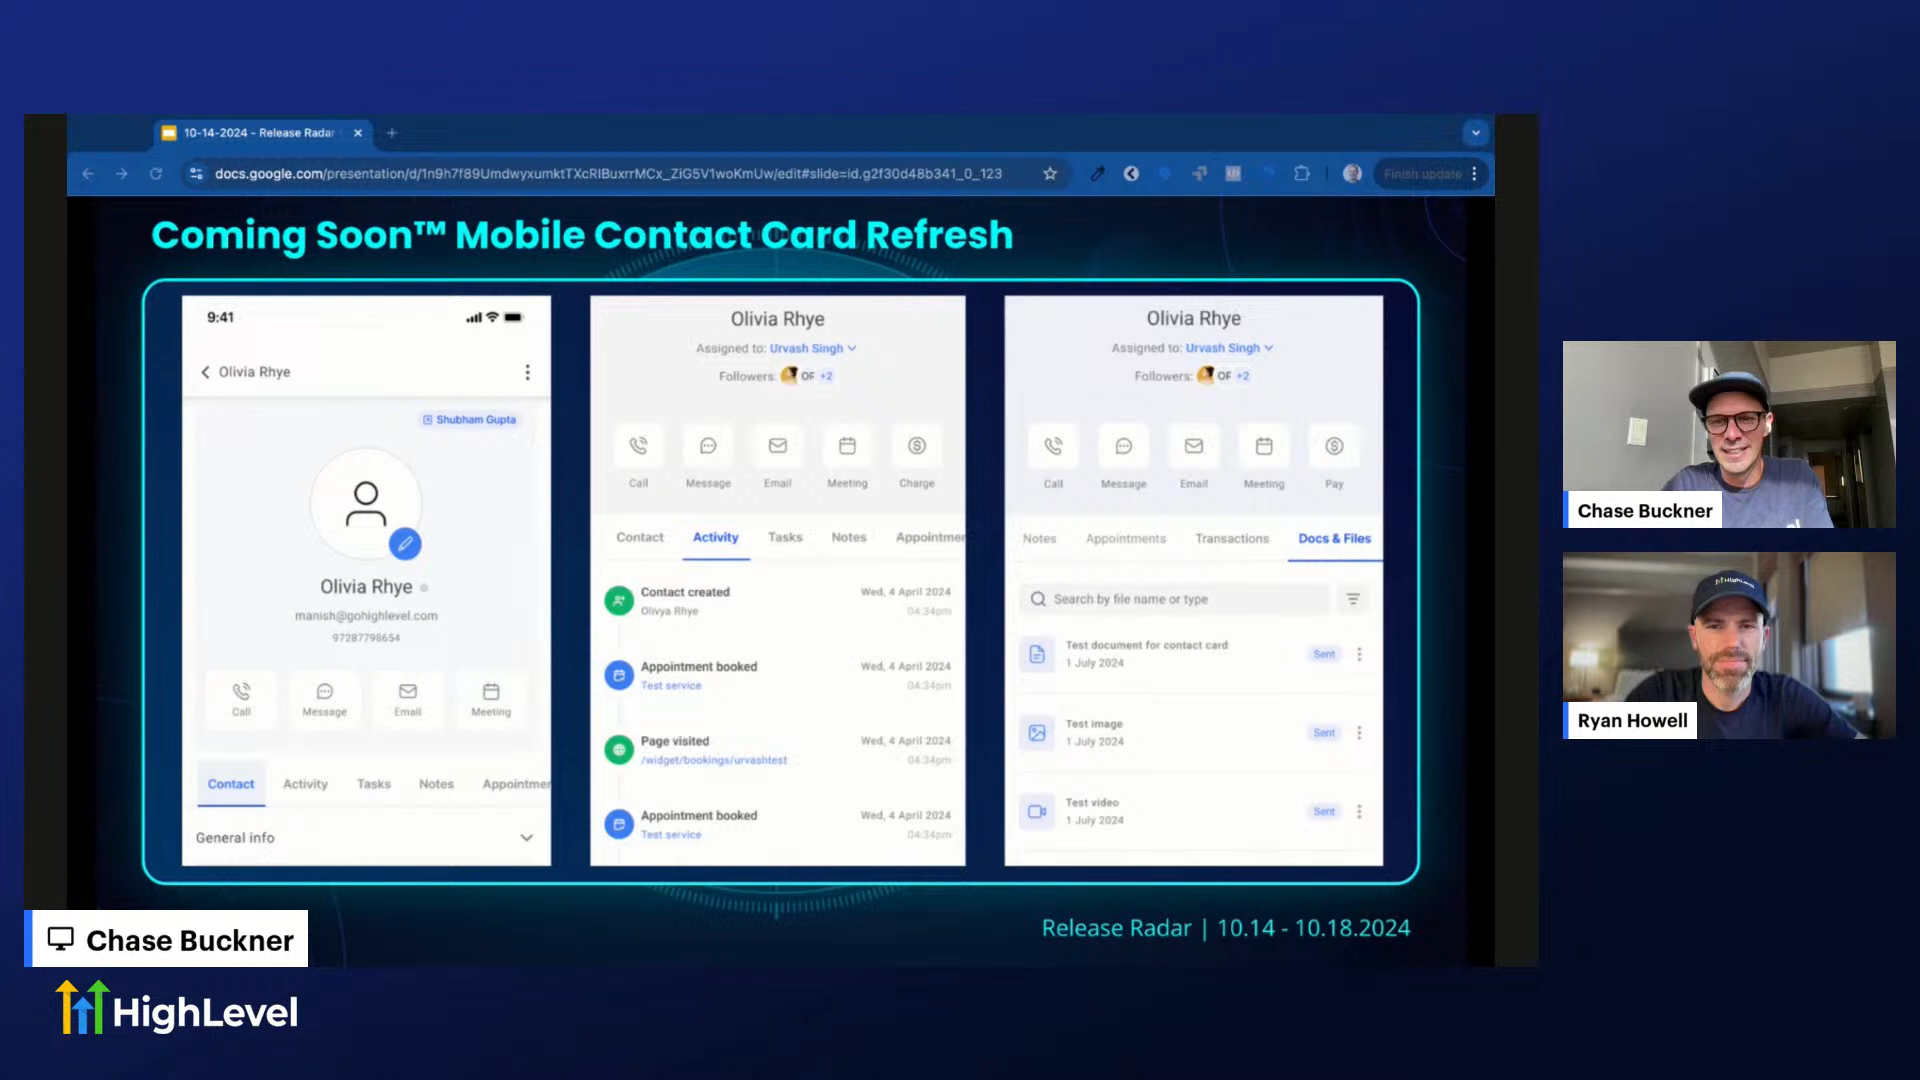 10-14-2024 - Release Radar
docs.google.com/presentation/d/1n9h7f89UmdwyxumktTXcRIBuxrrMCx_ZiG5V1woKmUw/edit#slide=id.g2f30d48b341_0_123
Finish update
Coming Soon™ Mobile Contact Card Refresh
9:41
Olivia Rhye
Shubham Gupta
Olivia Rhye
manish@gohighlevel.com
97287798654
Call Message Email Meeting
Contact Activity Tasks Notes Appointmen
General info
Olivia Rhye
Assigned to: Urvash Singh
Followers: OF +2
Call Message Email Meeting Charge
Contact Activity Tasks Notes Appointmen
Contact created Wed, 4 April 2024
Olivya Rhye 04:34pm
Appointment booked Wed, 4 April 2024
Test service 04:34pm
Page visited Wed, 4 April 2024
/widget/bookings/urvashtest 04:34pm
Appointment booked Wed, 4 April 2024
Test service 04:34pm
Olivia Rhye
Assigned to: Urvash Singh
Followers: OF +2
Call Message Email Meeting Pay
Notes Appointments Transactions Docs & Files
Search by file name or type
Test document for contact card
1 July 2024
Sent
Test image
1 July 2024
Sent
Test video
1 July 2024
Sent
Release Radar | 10.14 - 10.18.2024
Chase Buckner
HighLevel
Chase Buckner
HighLevel
Ryan Howell